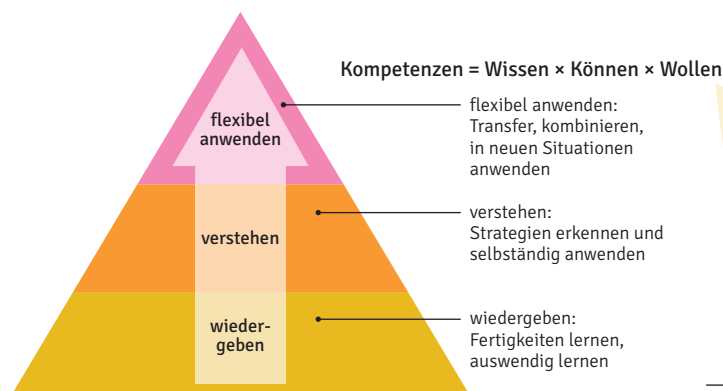 Kompetenzen = Wissen × Können × Wollen
flexibel
anwenden
flexibel anwenden:
Transfer, kombinieren,
in neuen Situationen
anwenden
verstehen
verstehen:
Strategien erkennen und
selbständig anwenden
wieder-
geben
wiedergeben:
Fertigkeiten lernen,
auswendig lernen